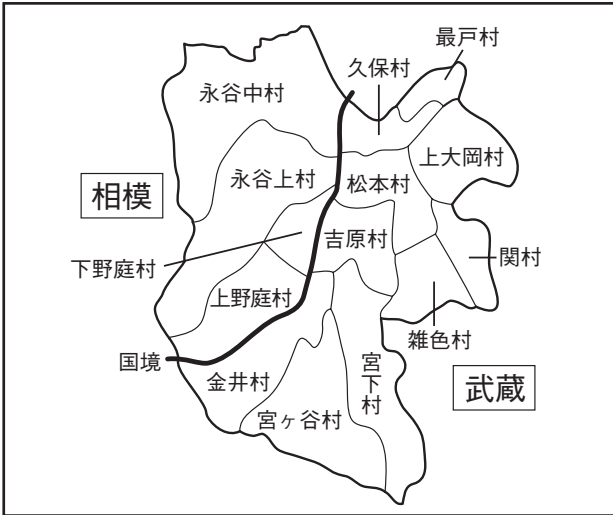 最戸村
久保村
永谷中村
上大岡村
永谷上村
松本村
相模
吉原村
関村
下野庭村
上野庭村
雑色村
国境
金井村
宮下村
武蔵
宮ヶ谷村